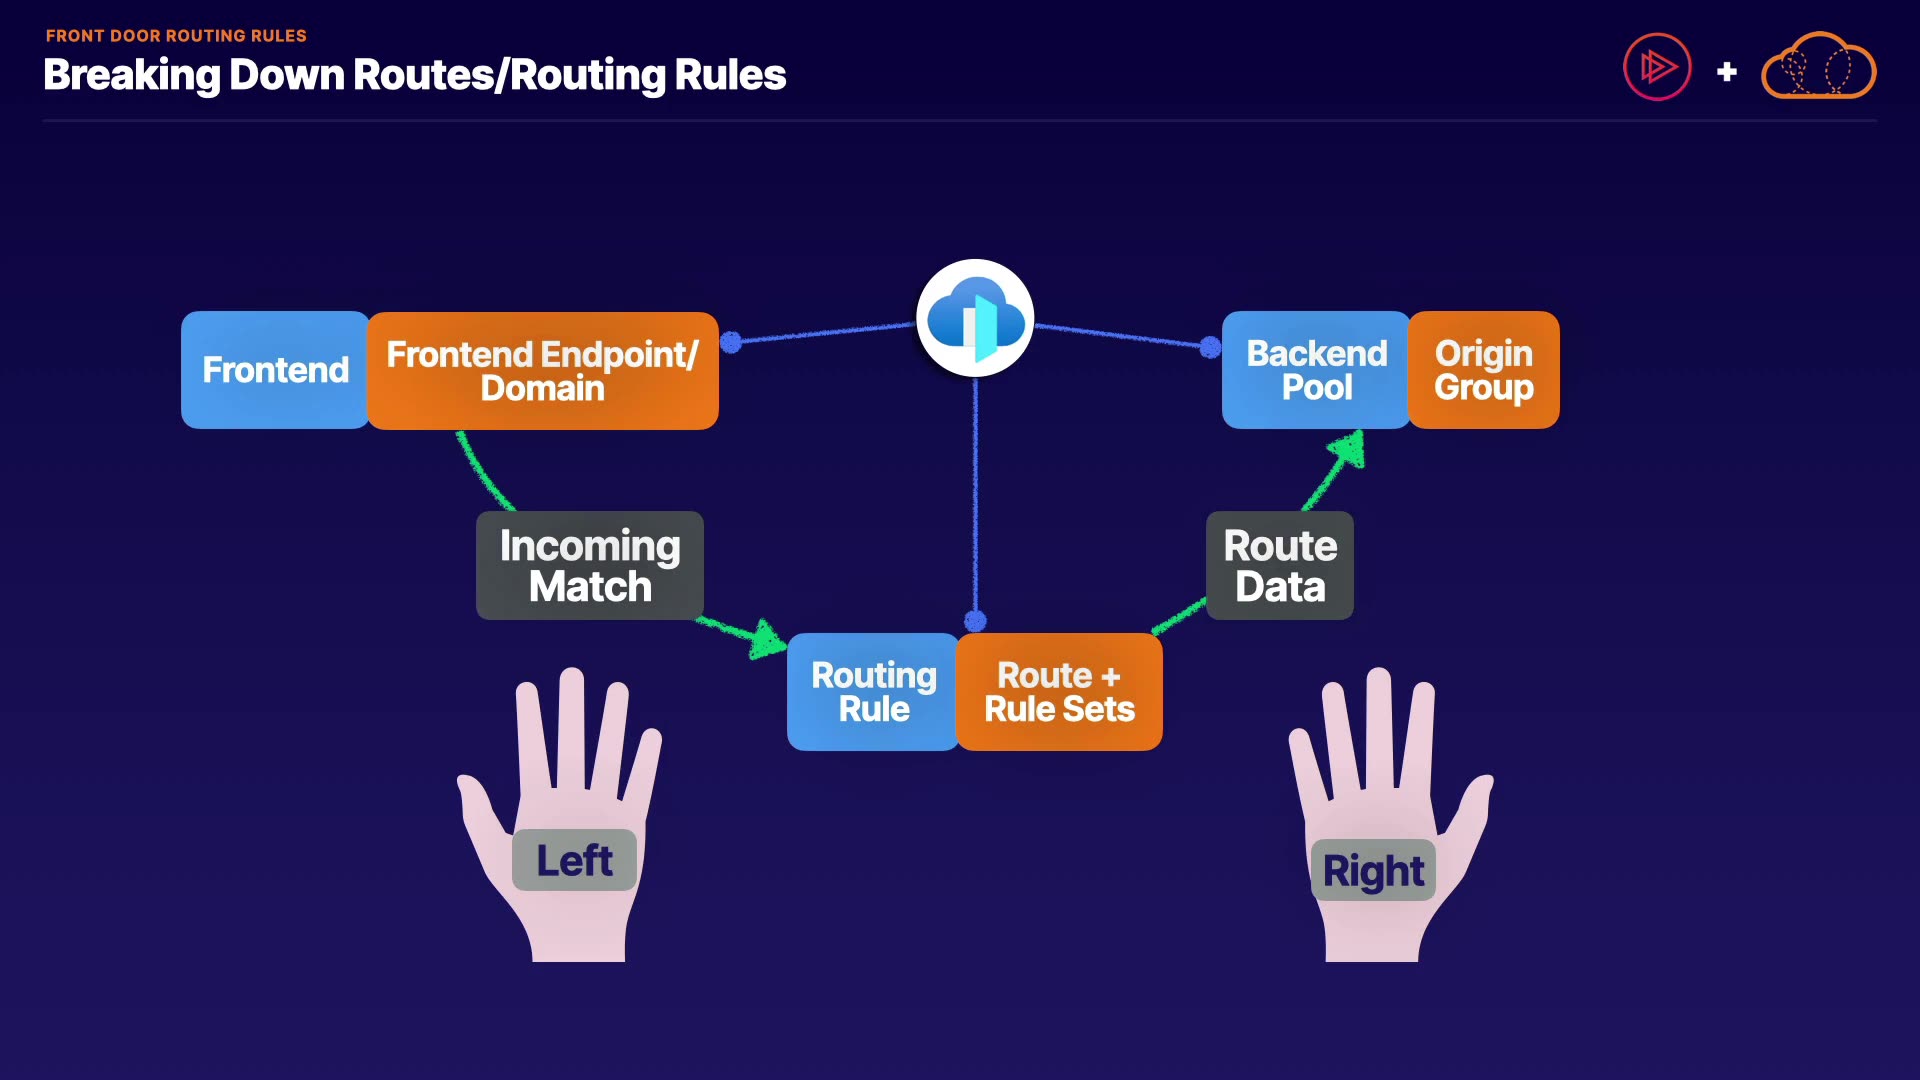 FRONT DOOR ROUTING RULES
Breaking Down Routes/Routing Rules
+
Frontend
Frontend Endpoint/
Domain
Backend
Pool
Origin
Group
Incoming
Match
Route
Data
Routing
Rule
Route +
Rule Sets
Left
Right